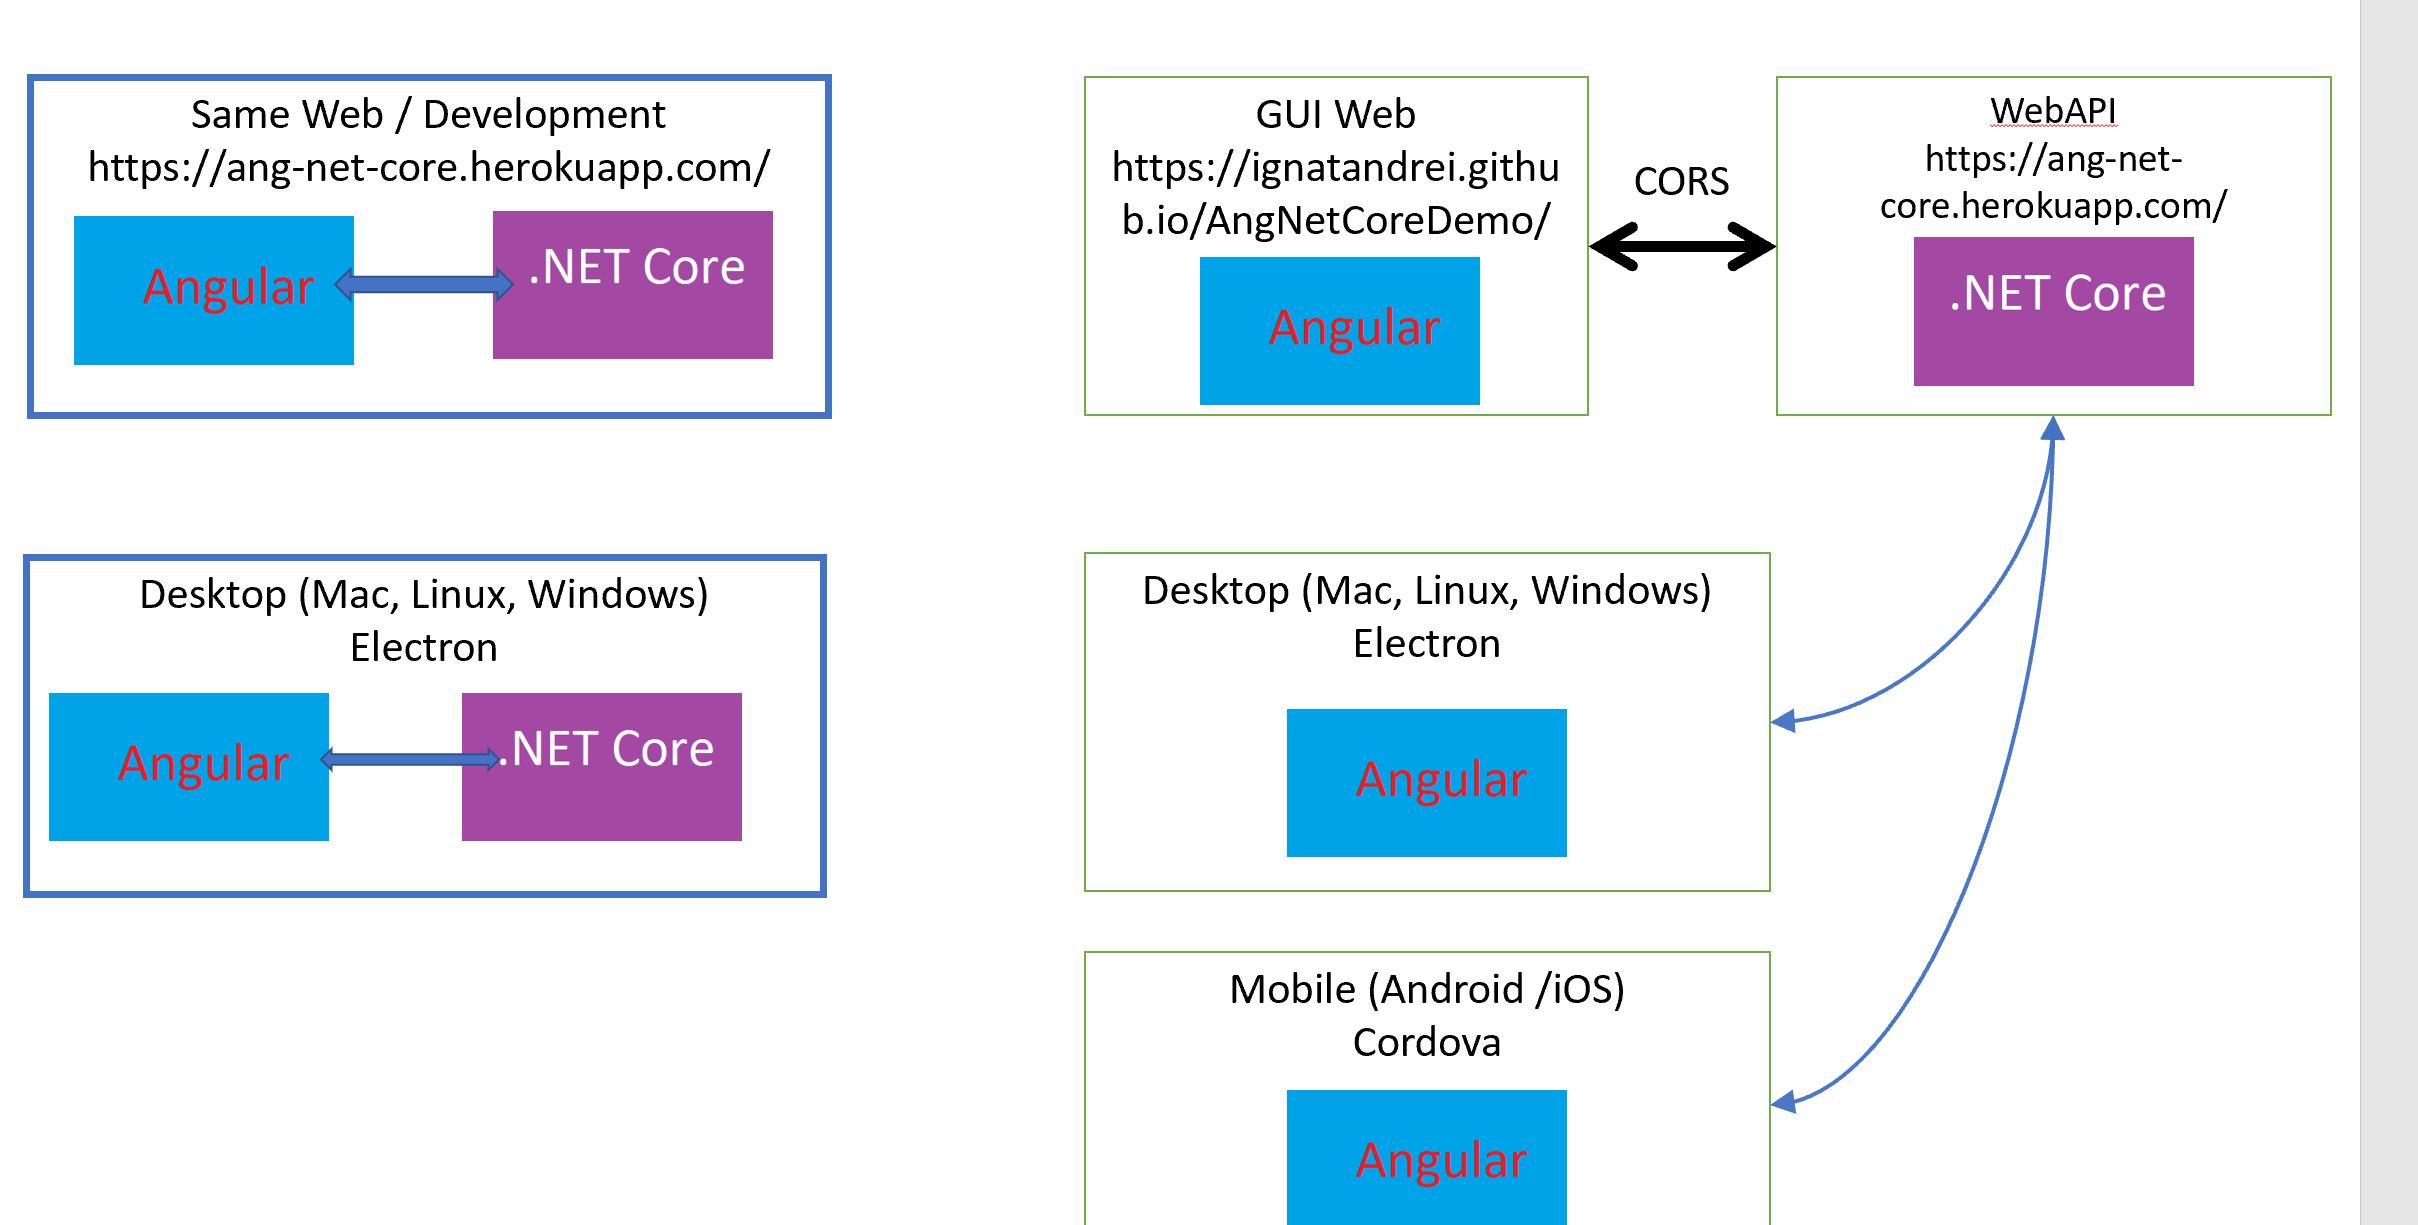 Same Web / Development
https://ang-net-core.herokuapp.com/
Angular
.NET Core
GUI Web
https://ignatandrei.githu
b.io/AngNetCoreDemo/
Angular
CORS
WebAPI
https://ang-net-
core.herokuapp.com/
.NET Core
Desktop (Mac, Linux, Windows)
Electron
Angular
.NET Core
Desktop (Mac, Linux, Windows)
Electron
Angular
Mobile (Android /iOS)
Cordova
Angular